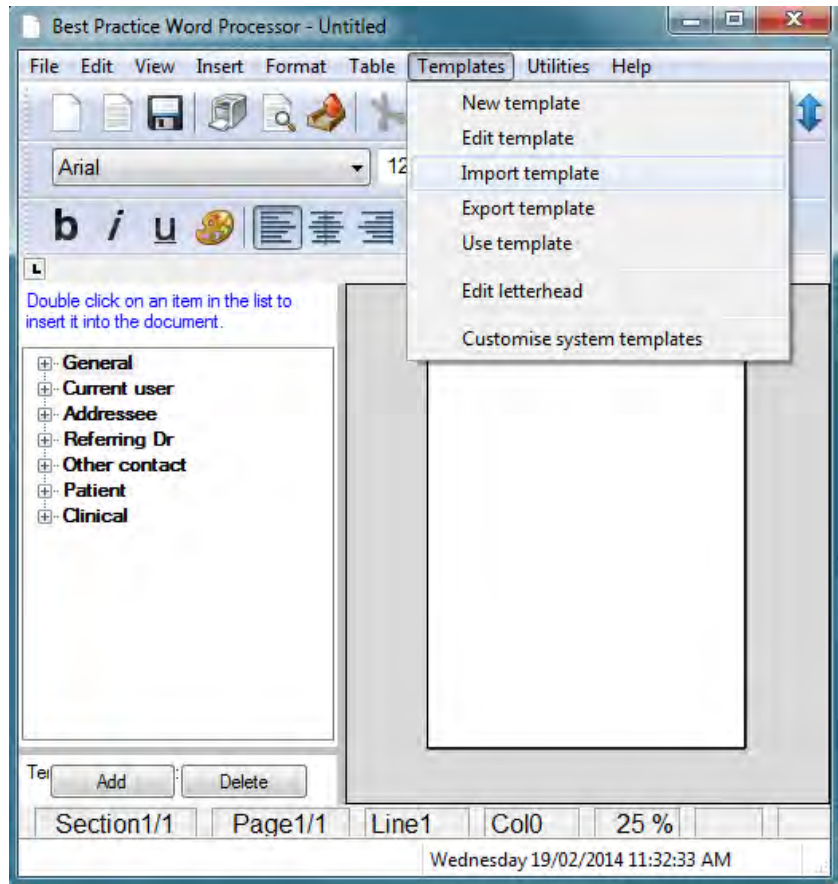 Best Practice Word Processor - Untitled
File Edit View Insert Format Table Templates Utilities Help
New template
Edit template
Import template
Export template
Use template
Edit letterhead
Customise system templates
Arial 12
b i u
L
Double click on an item in the list to
insert it into the document.
General
Current user
Addressee
Referring Dr
Other contact
Patient
Clinical
Add Delete
Section1/1 Page1/1 Line1 Col0 25 %
Wednesday 19/02/2014 11:32:33 AM